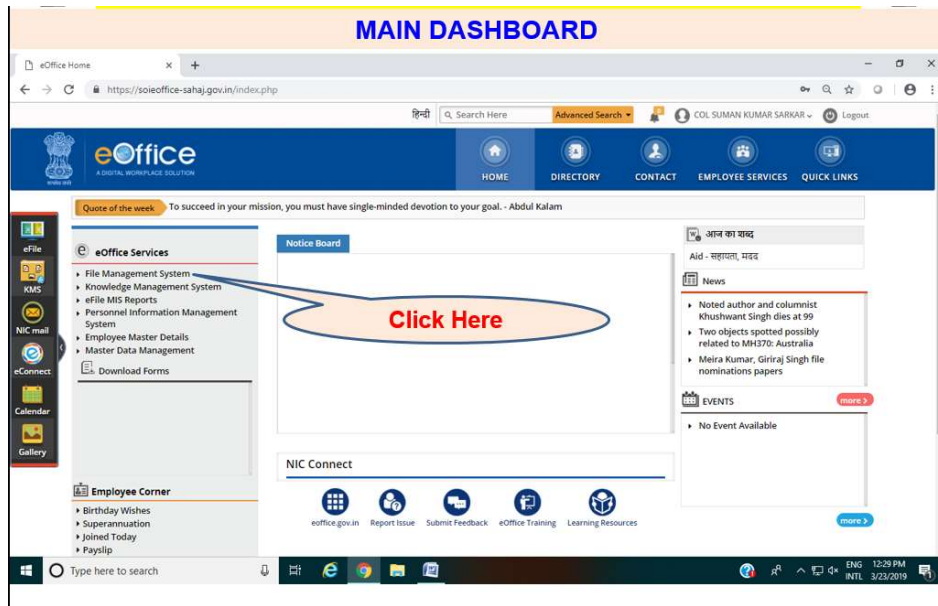 MAIN DASHBOARD
eOffice Home
https://soieoffice-sahaj.gov.in/index.php
हिन्दी
Search Here
Advanced Search
COL SUMAN KUMAR SARKAR
Logout
सत्यमेव जयते
eOffice
A DIGITAL WORKPLACE SOLUTION
HOME
DIRECTORY
CONTACT
EMPLOYEE SERVICES
QUICK LINKS
Quote of the week
To succeed in your mission, you must have single-minded devotion to your goal. - Abdul Kalam
eFile
KMS
NIC mail
eConnect
Calendar
Gallery
eOffice Services
File Management System
Knowledge Management System
eFile MIS Reports
Personnel Information Management
System
Employee Master Details
Master Data Management
Download Forms
Employee Corner
Birthday Wishes
Superannuation
Joined Today
Payslip
Notice Board
Click Here
NIC Connect
eoffice.gov.in
Report Issue
Submit Feedback
eOffice Training
Learning Resources
आज का शब्द
Aid - सहायता, मदद
News
Noted author and columnist
Khushwant Singh dies at 99
Two objects spotted possibly
related to MH370: Australia
Meira Kumar, Giriraj Singh file
nominations papers
EVENTS
more >
No Event Available
more >
Type here to search
ENG
INTL
12:29 PM
3/23/2019